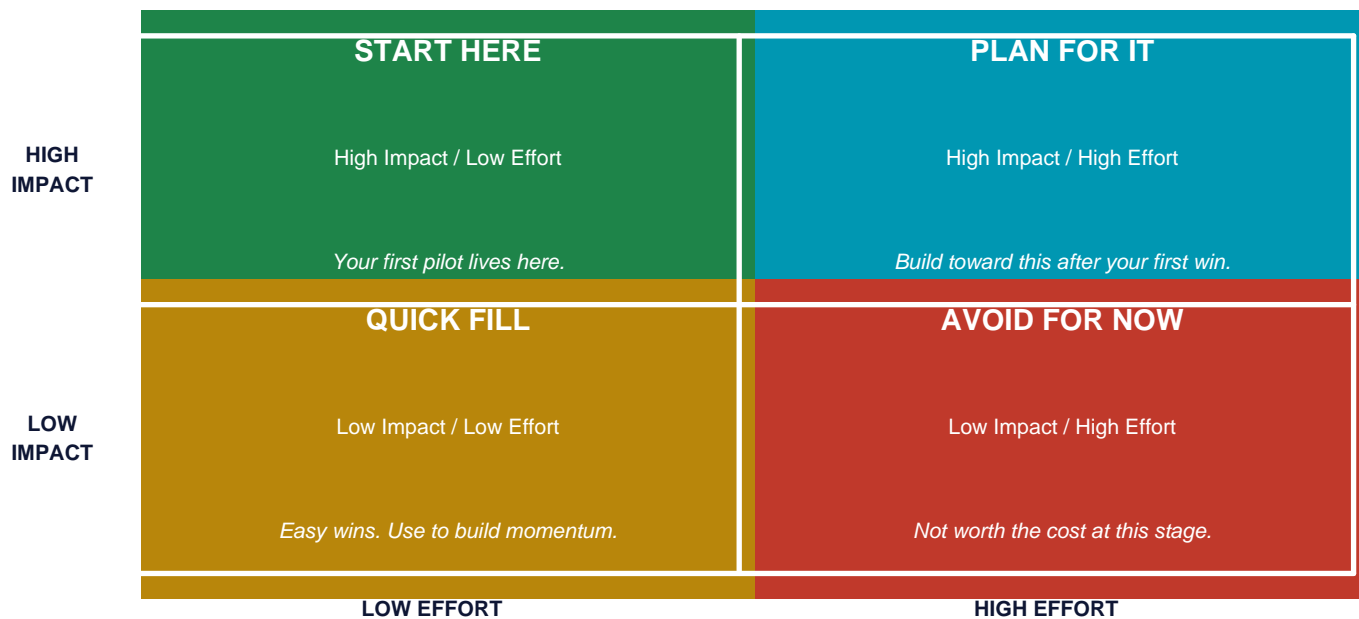 START HERE
PLAN FOR IT
HIGH
IMPACT
High Impact / Low Effort
High Impact / High Effort
Your first pilot lives here.
Build toward this after your first win.
QUICK FILL
AVOID FOR NOW
LOW
IMPACT
Low Impact / Low Effort
Low Impact / High Effort
Easy wins. Use to build momentum.
Not worth the cost at this stage.
LOW EFFORT
HIGH EFFORT